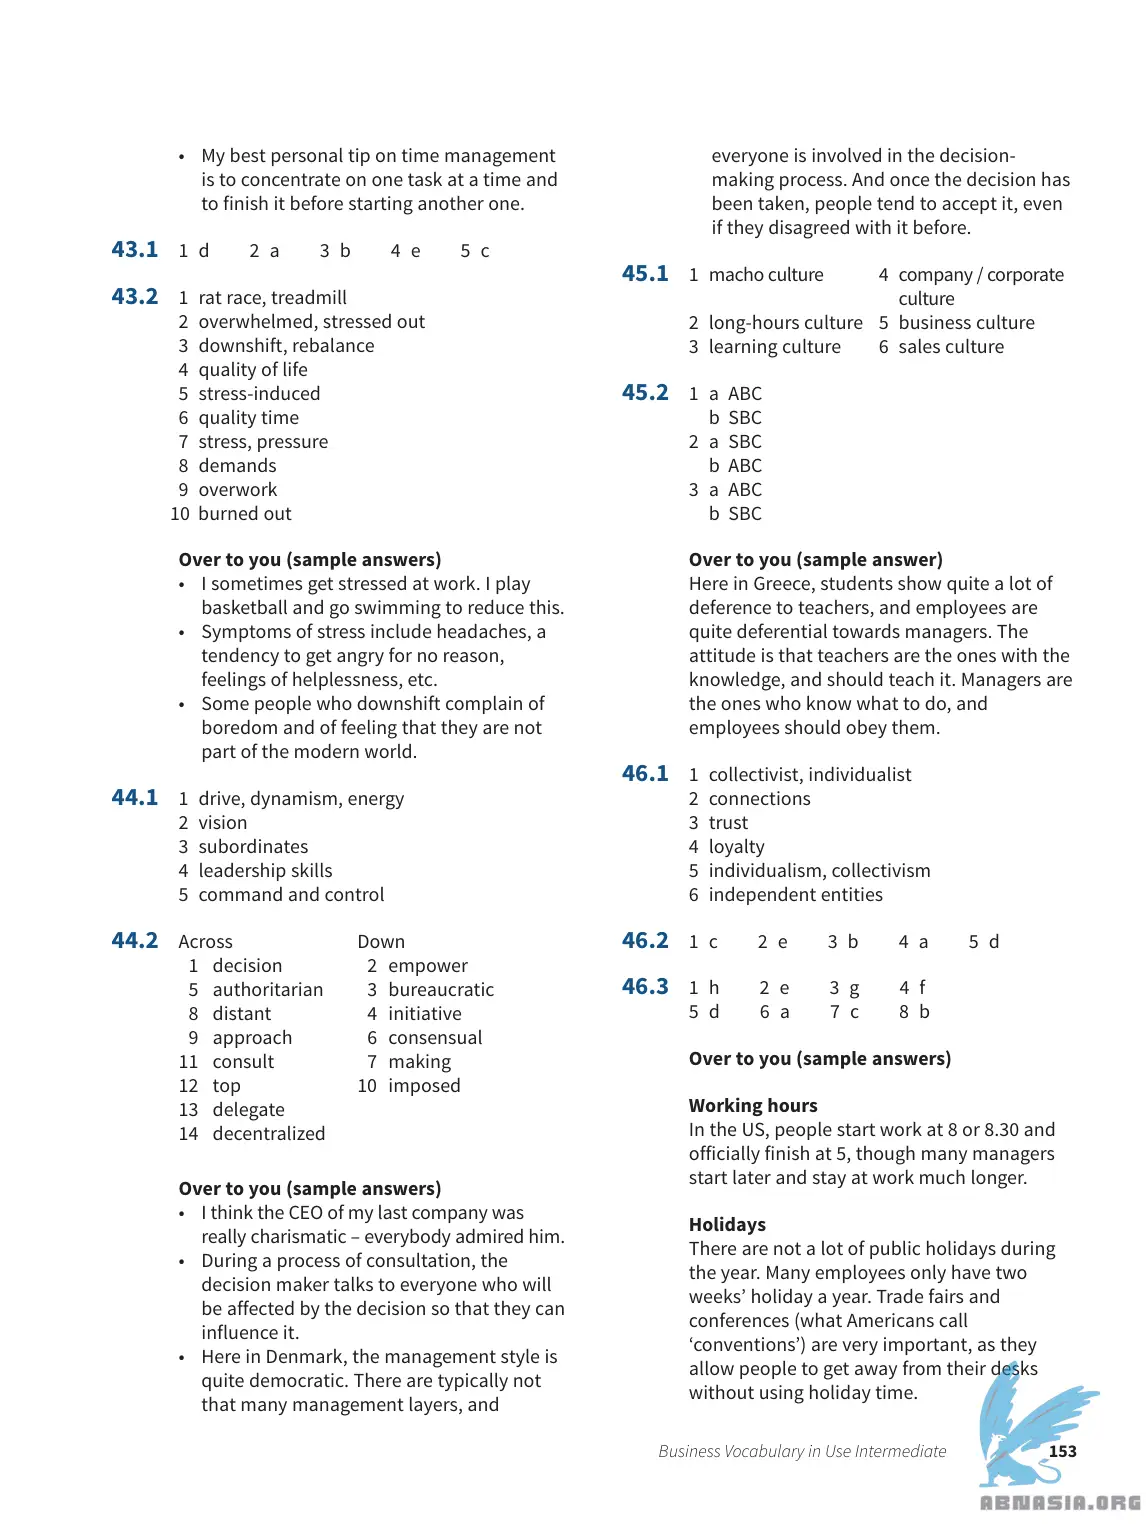 • My best personal tip on time management
is to concentrate on one task at a time and
to finish it before starting another one.
43.1 1 d 2 a 3 b 4 e 5 c
43.2 1 rat race, treadmill
2 overwhelmed, stressed out
3 downshift, rebalance
4 quality of life
5 stress-induced
6 quality time
7 stress, pressure
8 demands
9 overwork
10 burned out
Over to you (sample answers)
• I sometimes get stressed at work. I play
basketball and go swimming to reduce this.
• Symptoms of stress include headaches, a
tendency to get angry for no reason,
feelings of helplessness, etc.
• Some people who downshift complain of
boredom and of feeling that they are not
part of the modern world.
44.1 1 drive, dynamism, energy
2 vision
3 subordinates
4 leadership skills
5 command and control
44.2 Across Down
1 decision 2 empower
5 authoritarian 3 bureaucratic
8 distant 4 initiative
9 approach 6 consensual
11 consult 7 making
12 top 10 imposed
13 delegate
14 decentralized
Over to you (sample answers)
• I think the CEO of my last company was
really charismatic – everybody admired him.
• During a process of consultation, the
decision maker talks to everyone who will
be affected by the decision so that they can
influence it.
• Here in Denmark, the management style is
quite democratic. There are typically not
that many management layers, and
everyone is involved in the decision-
making process. And once the decision has
been taken, people tend to accept it, even
if they disagreed with it before.
45.1 1 macho culture 4 company / corporate
culture
2 long-hours culture 5 business culture
3 learning culture 6 sales culture
45.2 1 a ABC
b SBC
2 a SBC
b ABC
3 a ABC
b SBC
Over to you (sample answer)
Here in Greece, students show quite a lot of
deference to teachers, and employees are
quite deferential towards managers. The
attitude is that teachers are the ones with the
knowledge, and should teach it. Managers are
the ones who know what to do, and
employees should obey them.
46.1 1 collectivist, individualist
2 connections
3 trust
4 loyalty
5 individualism, collectivism
6 independent entities
46.2 1 c 2 e 3 b 4 a 5 d
46.3 1 h 2 e 3 g 4 f
5 d 6 a 7 c 8 b
Over to you (sample answers)
Working hours
In the US, people start work at 8 or 8.30 and
officially finish at 5, though many managers
start later and stay at work much longer.
Holidays
There are not a lot of public holidays during
the year. Many employees only have two
weeks’ holiday a year. Trade fairs and
conferences (what Americans call
‘conventions’) are very important, as they
allow people to get away from their desks
without using holiday time.
Business Vocabulary in Use Intermediate 153
ABNASIA.ORG